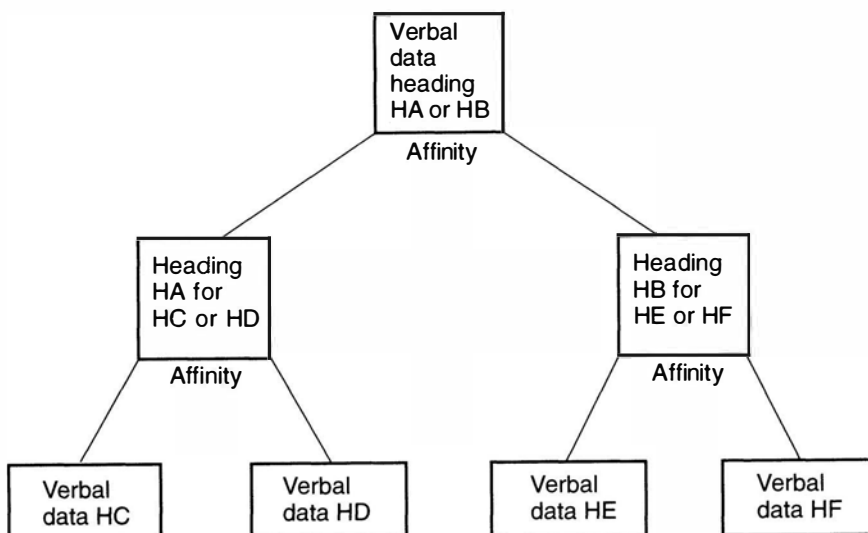 Verbal
data
heading
HA or HB
Affinity
Heading
HA for
HC or HD
Affinity
Heading
HB for
HE or HF
Affinity
Verbal
data HC
Verbal
data HD
Verbal
data HE
Verbal
data HF